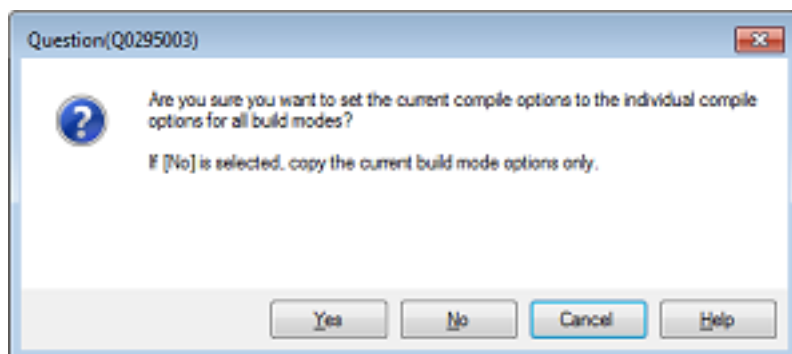 Question(Q0295003)
Are you sure you want to set the current compile options to the individual compile
options for all build modes?
If [No] is selected, copy the current build mode options only.
Yes
No
Cancel
Help